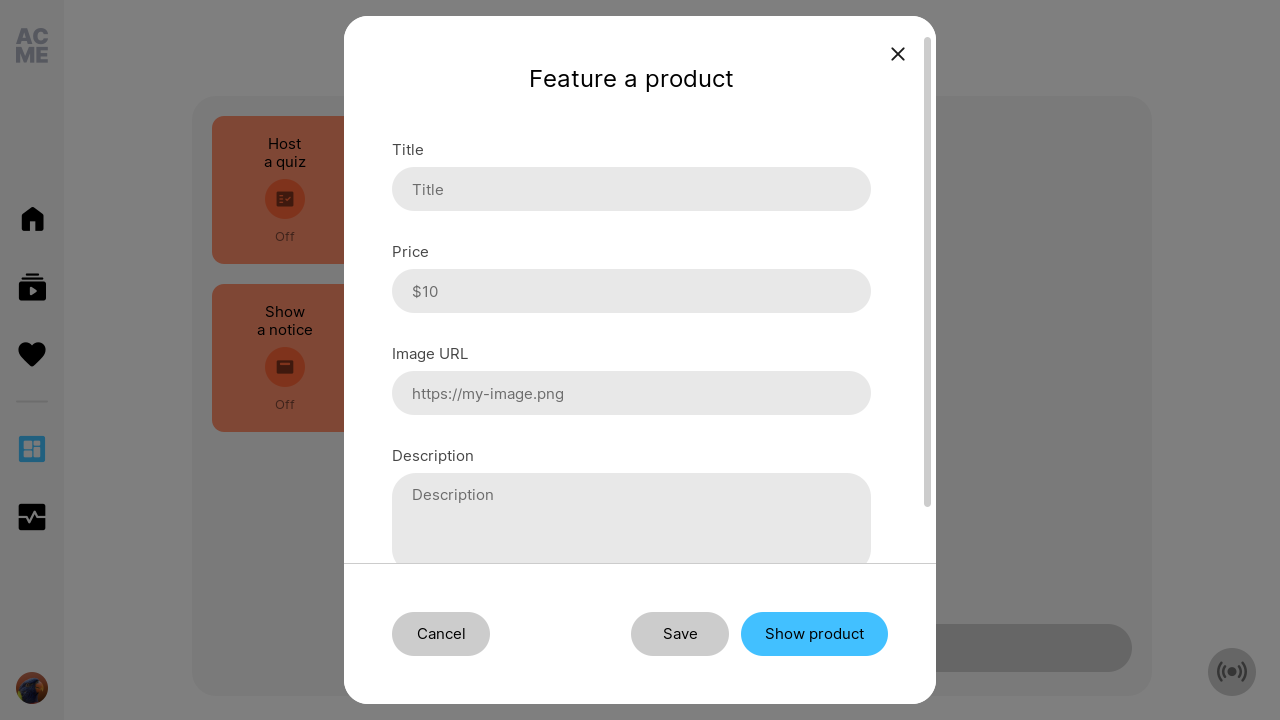 AC
ME
Host
a quiz
Off
Show
a notice
Off
Feature a product
Title
Title
Price
$10
Image URL
https://my-image.png
Description
Description
Cancel
Save
Show product